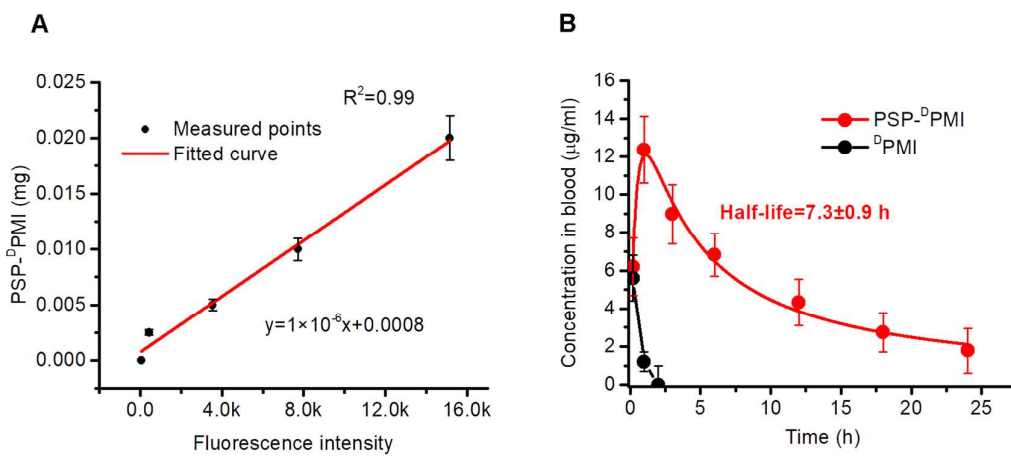 A
PSP-ᴰPMI (mg)
0.025
0.020
0.015
0.010
0.005
0.000
R²=0.99
Measured points
Fitted curve
y=1×10⁻⁶x+0.0008
0.0 4.0k 8.0k 12.0k 16.0k
Fluorescence intensity
B
Concentration in blood (μg/ml)
16
14
12
10
8
6
4
2
0
PSP-ᴰPMI
ᴰPMI
Half-life=7.3±0.9 h
0 5 10 15 20 25
Time (h)